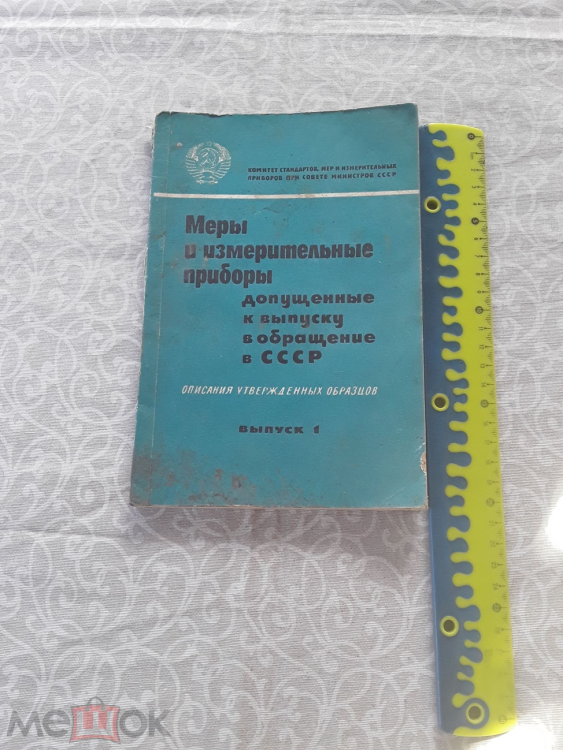 КОМИТЕТ СТАНДАРТОВ, МЕР И ИЗМЕРИТЕЛЬНЫХ
ПРИБОРОВ ПРИ СОВЕТЕ МИНИСТРОВ СССР
Меры
и измерительные
приборы
допущенные
к выпуску
в обращение
в СССР
ОПИСАНИЯ УТВЕРЖДЕННЫХ ОБРАЗЦОВ
ВЫПУСК 1
МЕШОК